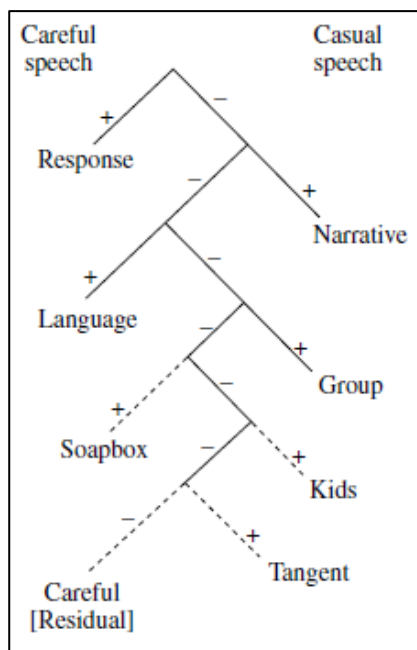 Careful speech
Casual speech
+
−
Response
−
+
Narrative
+
−
Language
−
+
Group
+
−
Soapbox
−
+
Kids
−
+
Tangent
Careful
[Residual]